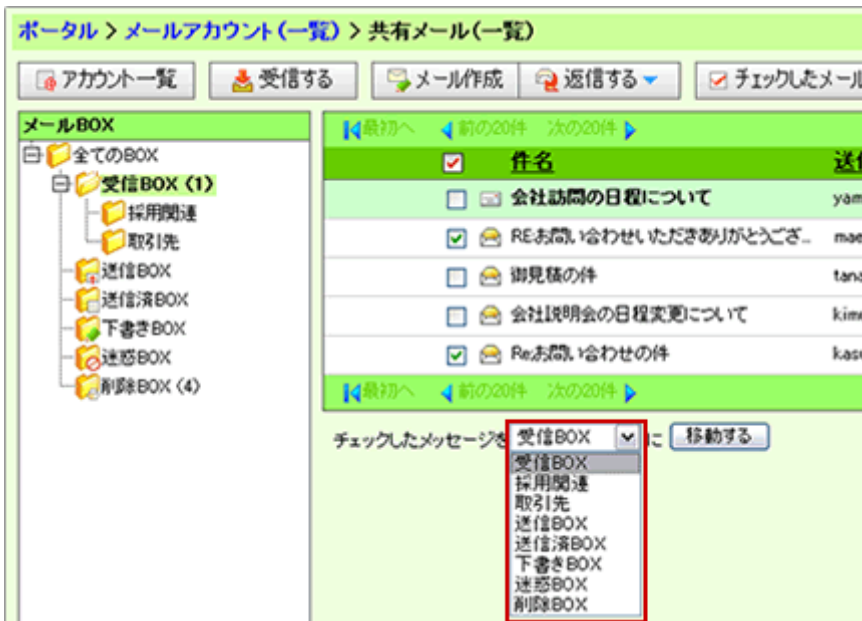 ポータル > メールアカウント(一覧) > 共有メール(一覧)
アカウント一覧 受信する メール作成 返信する チェックしたメール
メールBOX
全てのBOX
受信BOX (1)
採用関連
取引先
送信BOX
送信済BOX
下書きBOX
迷惑BOX
削除BOX (4)
最初へ 前の20件 次の20件
件名 送信
会社訪問の日程について yam
RE:お問い合わせいただきありがとうござ... mae
御見積の件 tana
会社説明会の日程変更について kim
Re:お問い合わせの件 kas
最初へ 前の20件 次の20件
チェックしたメッセージを 受信BOX に 移動する
受信BOX
採用関連
取引先
送信BOX
送信済BOX
下書きBOX
迷惑BOX
削除BOX